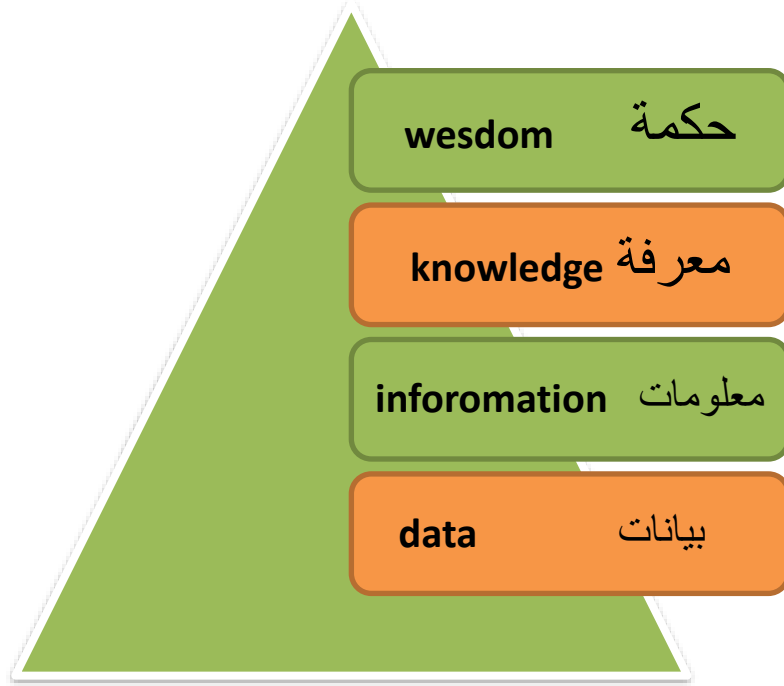 wesdom حكمة
knowledge معرفة
inforomation معلومات
data بيانات